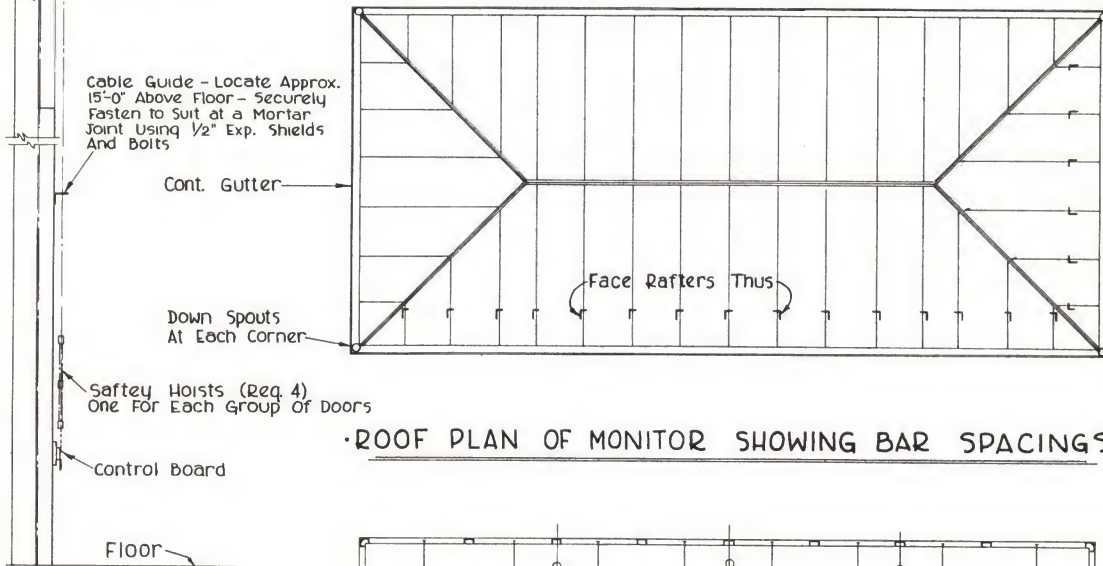 Cable Guide - Locate Approx.
15'-0" Above Floor - Securely
Fasten to Suit at a Mortar
Joint Using 1/2" Exp. Shields
And Bolts
Cont. Gutter
Face Rafters Thus
Down Spouts
At Each Corner
Saftey Hoists (Req. 4)
One For Each Group Of Doors
·ROOF PLAN OF MONITOR SHOWING BAR SPACINGS
Control Board
Floor